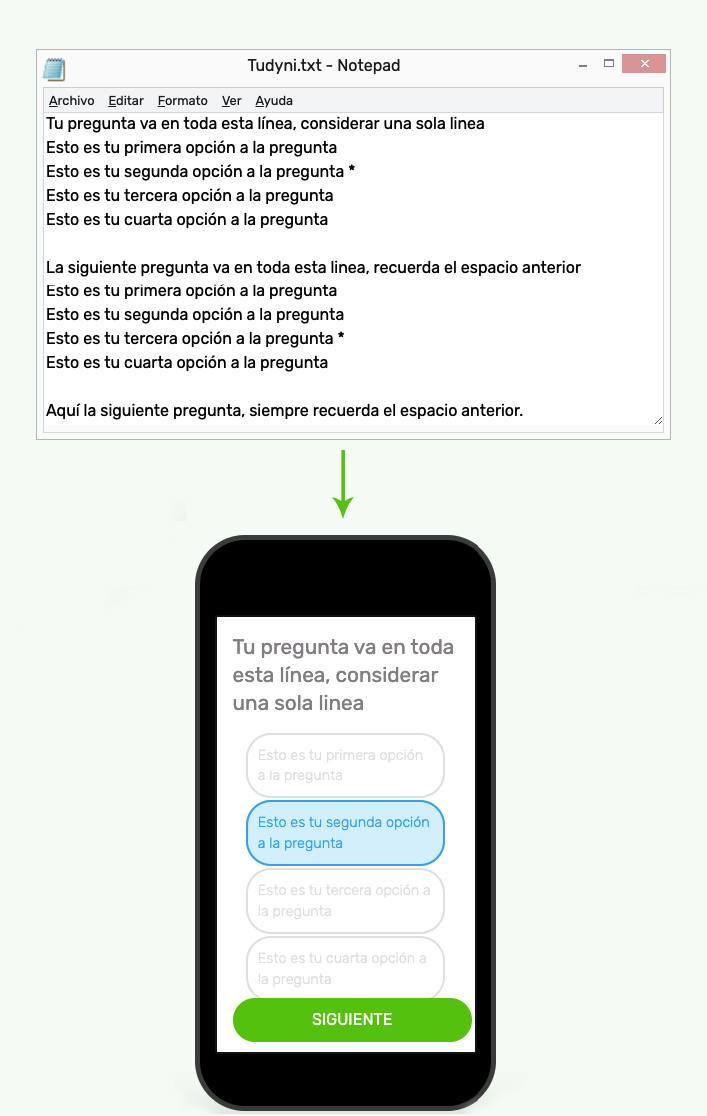 Tudyni.txt - Notepad
Archivo Editar Formato Ver Ayuda
Tu pregunta va en toda esta línea, considerar una sola linea
Esto es tu primera opción a la pregunta
Esto es tu segunda opción a la pregunta *
Esto es tu tercera opción a la pregunta
Esto es tu cuarta opción a la pregunta
La siguiente pregunta va en toda esta linea, recuerda el espacio anterior
Esto es tu primera opción a la pregunta
Esto es tu segunda opción a la pregunta
Esto es tu tercera opción a la pregunta *
Esto es tu cuarta opción a la pregunta
Aquí la siguiente pregunta, siempre recuerda el espacio anterior.
Tu pregunta va en toda
esta línea, considerar
una sola linea
Esto es tu primera opción
a la pregunta
Esto es tu segunda opción
a la pregunta
Esto es tu tercera opción a
la pregunta
Esto es tu cuarta opción a
la pregunta
SIGUIENTE